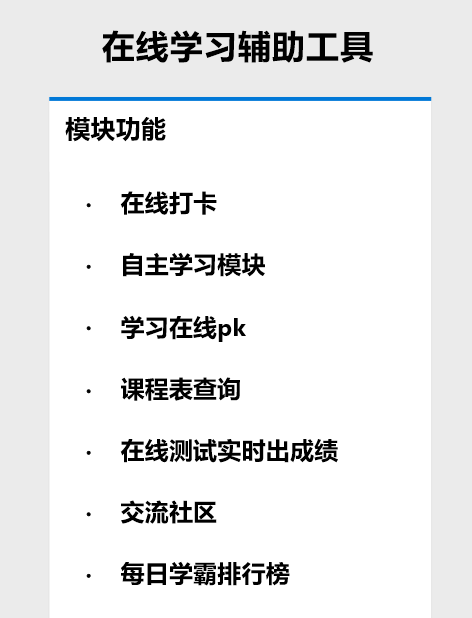 在线学习辅助工具
模块功能
· 在线打卡
· 自主学习模块
· 学习在线pk
· 课程表查询
· 在线测试实时出成绩
· 交流社区
· 每日学霸排行榜